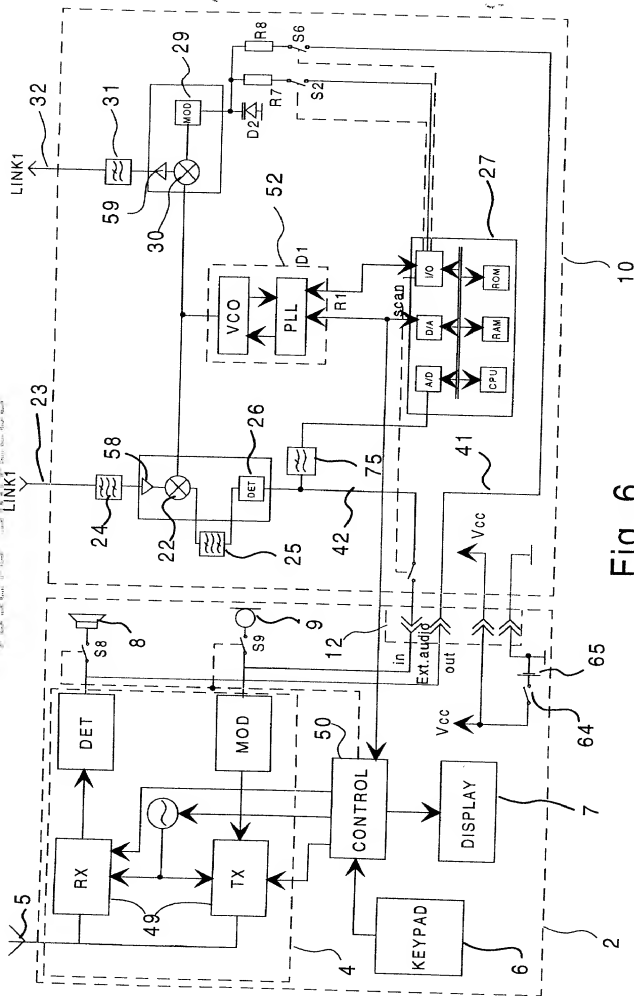 LINK1
32
31
29
59
MOD
30
D2
R8
S6
R7
S2
LINK1
23
24
58
22
26
25
DET
75
42
52
VCO
PLL
D1
R1
scan
27
A/D
D/A
I/O
CPU
RAM
ROM
41
10
5
RX
DET
S8
8
49
TX
MOD
S9
9
4
12
in
Ext.audio
out
50
CONTROL
Vcc
Vcc
65
64
KEYPAD
6
DISPLAY
7
2
Fig. 6